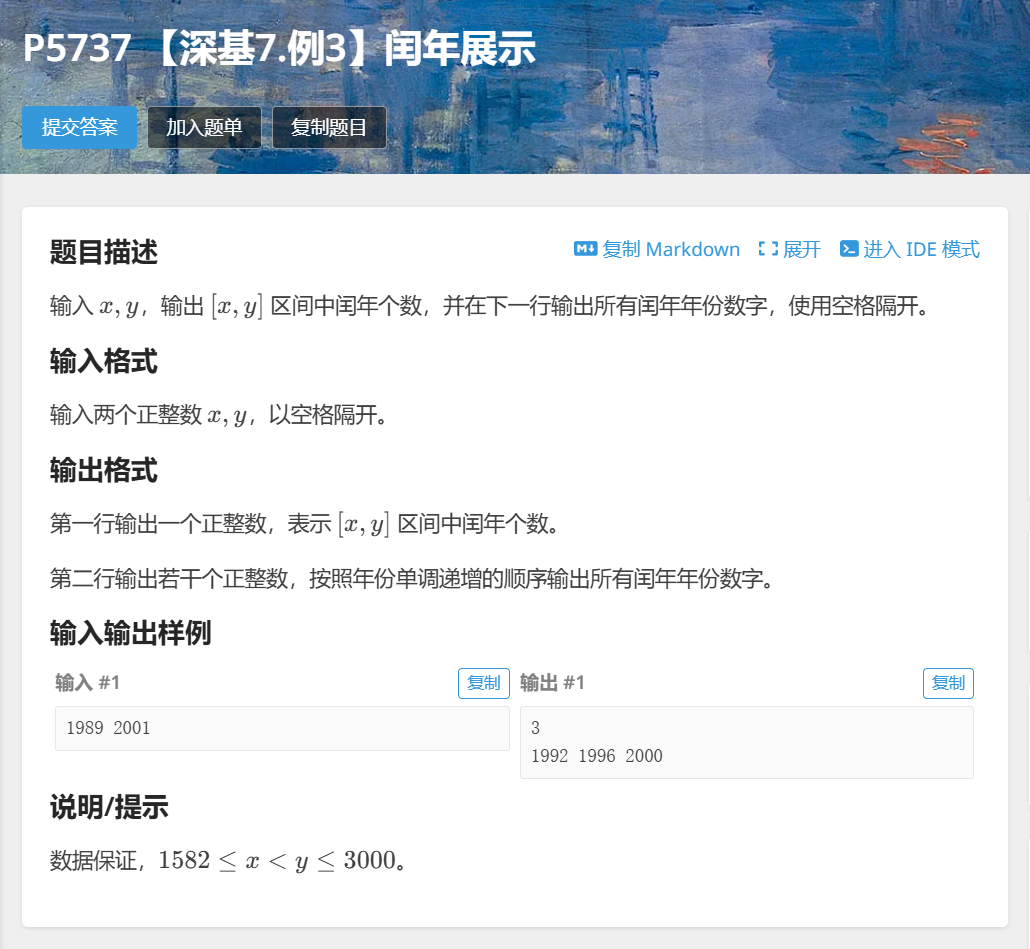 P5737 【深基7.例3】闰年展示
提交答案 加入题单 复制题目
题目描述
复制 Markdown 展开 进入 IDE 模式
输入 x, y，输出 [x, y] 区间中闰年个数，并在下一行输出所有闰年年份数字，使用空格隔开。
输入格式
输入两个正整数 x, y，以空格隔开。
输出格式
第一行输出一个正整数，表示 [x, y] 区间中闰年个数。
第二行输出若干个正整数，按照年份单调递增的顺序输出所有闰年年份数字。
输入输出样例
输入 #1 复制
1989 2001
输出 #1 复制
3
1992 1996 2000
说明/提示
数据保证，1582 ≤ x < y ≤ 3000。